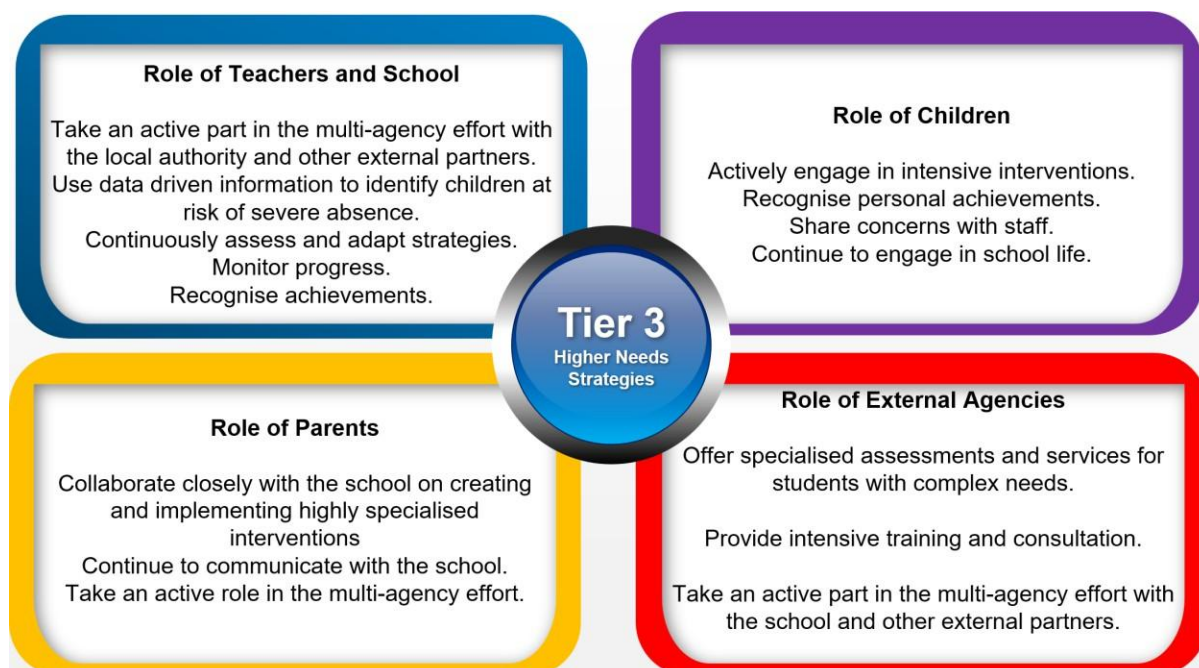 Role of Teachers and School
Take an active part in the multi-agency effort with
the local authority and other external partners.
Use data driven information to identify children at
risk of severe absence.
Continuously assess and adapt strategies.
Monitor progress.
Recognise achievements.
Role of Children
Actively engage in intensive interventions.
Recognise personal achievements.
Share concerns with staff.
Continue to engage in school life.
Tier 3
Higher Needs
Strategies
Role of Parents
Collaborate closely with the school on creating
and implementing highly specialised
interventions
Continue to communicate with the school.
Take an active role in the multi-agency effort.
Role of External Agencies
Offer specialised assessments and services for
students with complex needs.
Provide intensive training and consultation.
Take an active part in the multi-agency effort with
the school and other external partners.